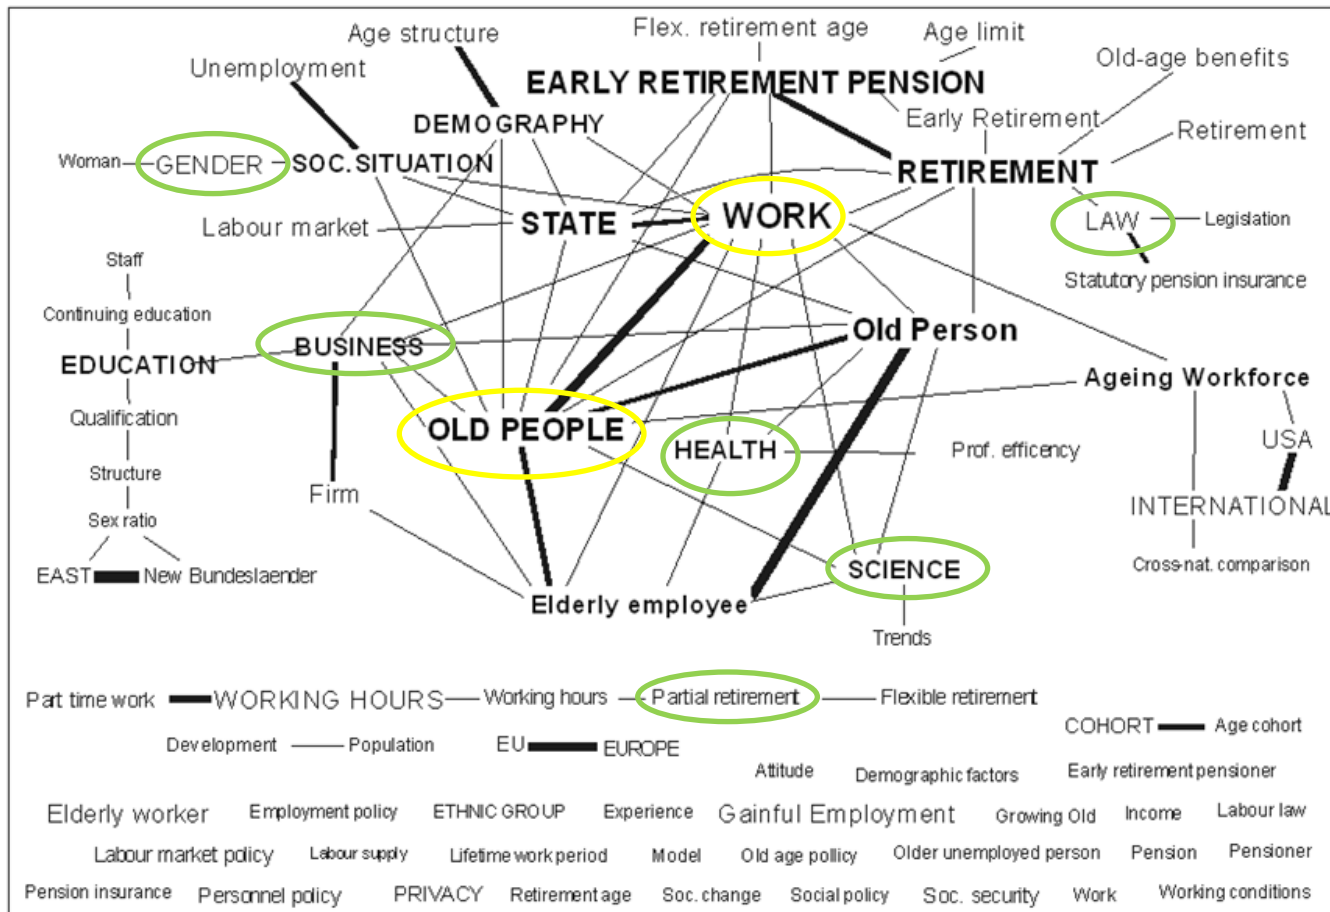 Flex. retirement age
Age limit
Age structure
Old-age benefits
Unemployment
EARLY RETIREMENT PENSION
DEMOGRAPHY
Early Retirement
Retirement
Woman
GENDER
SOC. SITUATION
RETIREMENT
Labour market
STATE
WORK
LAW
Legislation
Staff
Statutory pension insurance
Continuing education
BUSINESS
Old Person
EDUCATION
Ageing Workforce
Qualification
OLD PEOPLE
HEALTH
Prof. efficency
USA
Structure
Firm
INTERNATIONAL
Sex ratio
EAST
New Bundeslaender
SCIENCE
Cross-nat. comparison
Elderly employee
Trends
Part time work
WORKING HOURS
Working hours
Partial retirement
Flexible retirement
COHORT
Age cohort
Development
Population
EU
EUROPE
Attitude
Demographic factors
Early retirement pensioner
Elderly worker
Employment policy
ETHNIC GROUP
Experience
Gainful Employment
Growing Old
Income
Labour law
Labour market policy
Labour supply
Lifetime work period
Model
Old age pollicy
Older unemployed person
Pension
Pensioner
Pension insurance
Personnel policy
PRIVACY
Retirement age
Soc. change
Social policy
Soc. security
Work
Working conditions